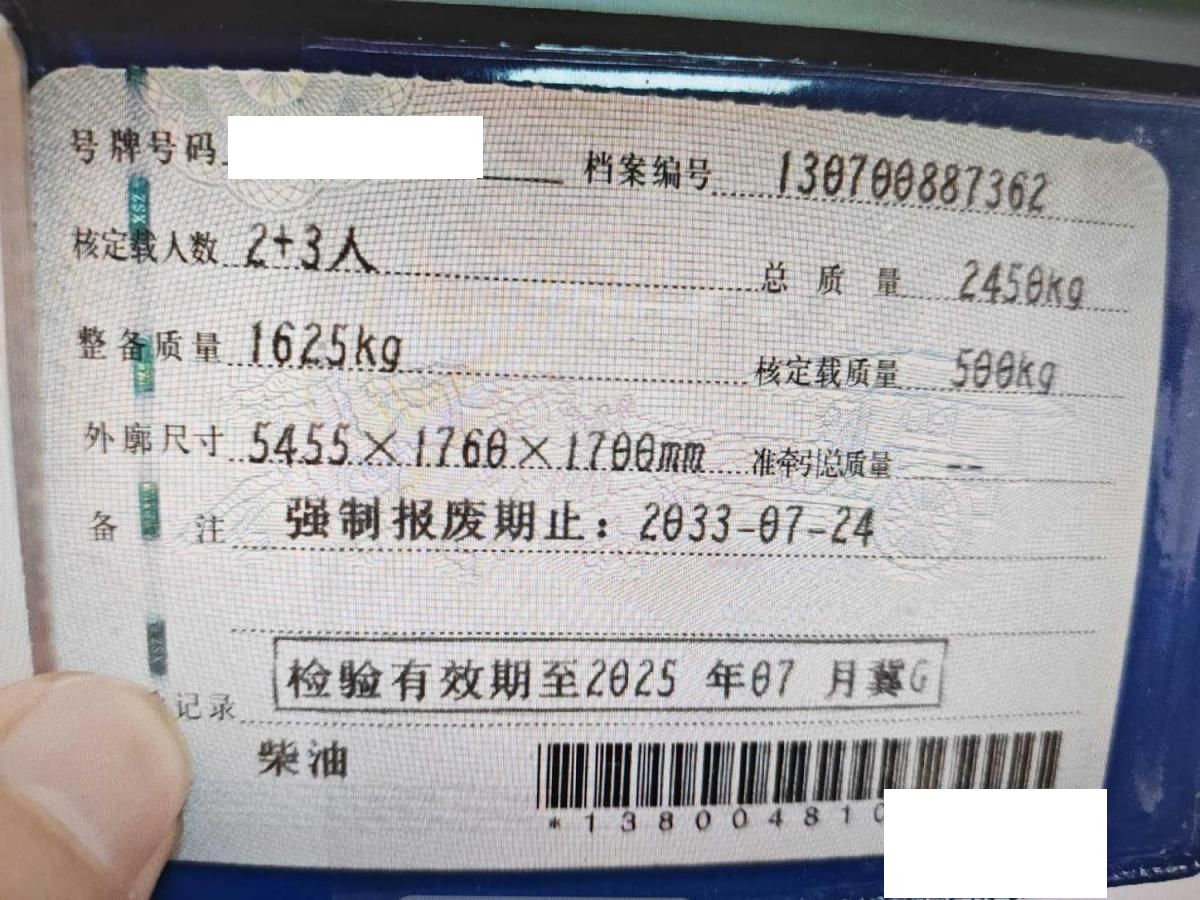 号牌号码
档案编号 130700887362
核定载人数 2+3人
总质量 2450kg
整备质量 1625kg
核定载质量 500kg
外廓尺寸 5455×1760×1700mm
准牵引总质量 --
备注 强制报废期止：2033-07-24
检验有效期至2025 年07 月冀G
记录
柴油
*138004810